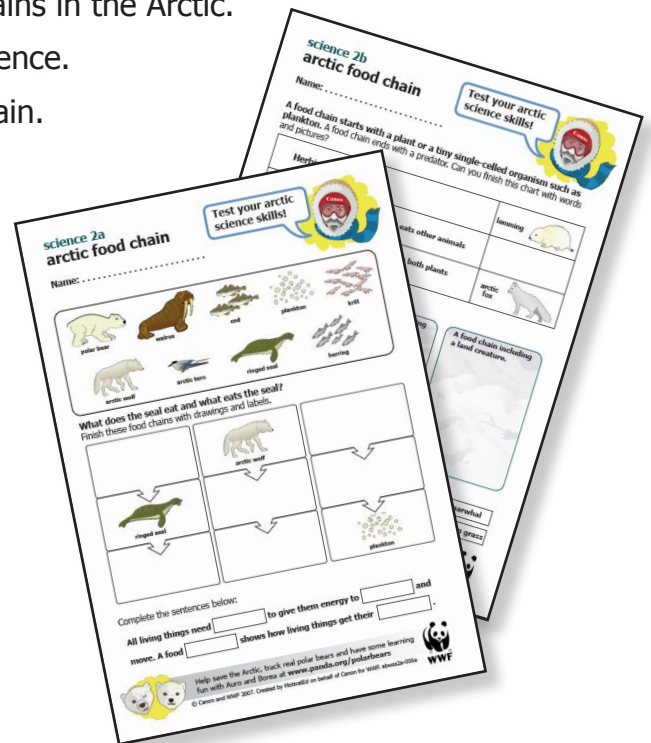 ains in the Arctic.
ence.
ain.
science 2b
arctic food chain
Name:
Test your arctic
science skills!
A food chain starts with a plant or a tiny single-celled organism such as
plankton. A food chain ends with a predator. Can you finish this chart with words
and pictures?
Herbi
lemming
eats other animals
both plants
arctic
fox
ng
A food chain including
a land creature.
narwhal
grass
science 2a
arctic food chain
Name:
Test your arctic
science skills!
polar bear
walrus
cod
plankton
krill
arctic wolf
arctic tern
ringed seal
herring
What does the seal eat and what eats the seal?
Finish these food chains with drawings and labels.
arctic wolf
ringed seal
plankton
Complete the sentences below:
All living things need to give them energy to and
move. A food shows how living things get their .
Help save the Arctic, track real polar bears and have some learning
fun with Auro and Borea at www.panda.org/polarbears
WWF